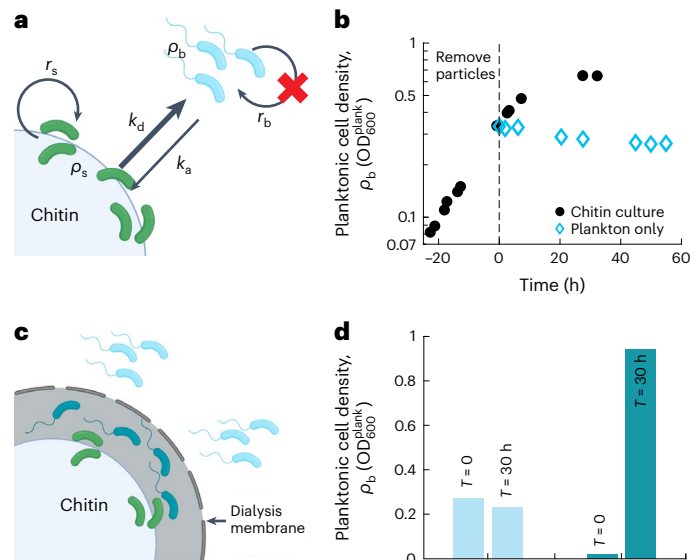 a
r_s
ρ_b
r_b
k_d
k_a
ρ_s
Chitin
b
Planktonic cell density,
ρ_b (OD_600^plank)
1
0.5
0.1
0.07
Remove
particles
Chitin culture
Plankton only
−20
0
20
40
60
Time (h)
c
Chitin
Dialysis
membrane
d
Planktonic cell density,
ρ_b (OD_600^plank)
1
0.8
0.6
0.4
0.2
0
T = 0
T = 30 h
T = 0
T = 30 h